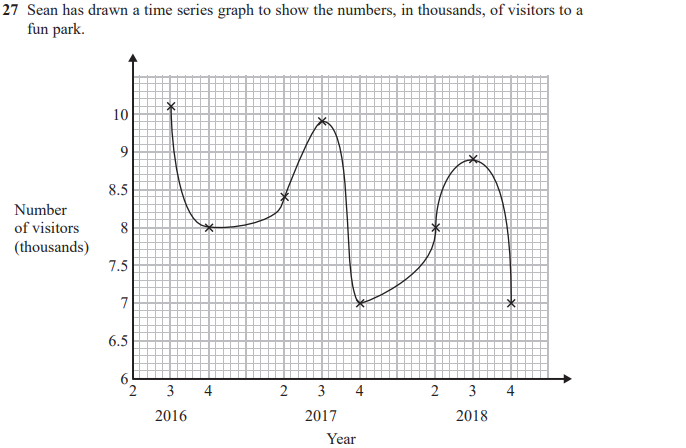 27 Sean has drawn a time series graph to show the numbers, in thousands, of visitors to a
fun park.
10
9
8.5
Number
of visitors
(thousands)
8
7.5
7
6.5
6
2 3 4 2 3 4 2 3 4
2016 2017 2018
Year